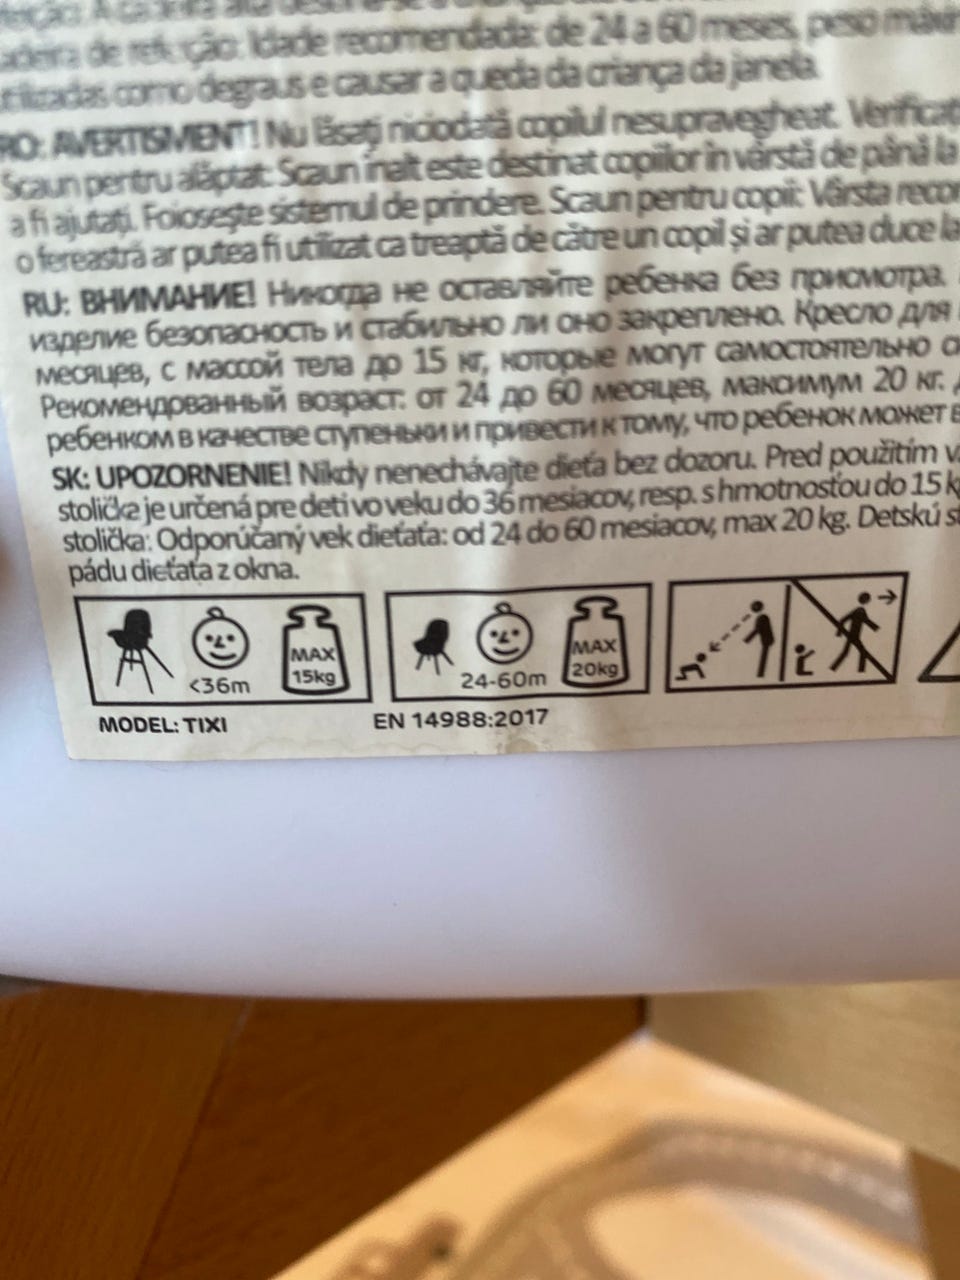 A cadeira alta destina-se a
de refeição: Idade recomendada: de 24 a 60 meses, peso
utilizadas como degraus e causar a queda da criança da janela.
RO: AVERTISMENT! Nu lăsați niciodată copilul nesupravegheat.
Scaun pentru alăptat: Scaun înalt este destinat copiilor în vârstă de până la
a fi ajutați. Folosește sistemul de prindere. Scaun pentru copii: Vârsta
o fereastră ar putea fi utilizat ca treaptă de către un copil și ar putea duce
RU: ВНИМАНИЕ! Никогда не оставляйте ребенка без присмотра.
изделие безопасность и стабильно ли оно закреплено. Кресло для
месяцев, с массой тела до 15 кг, которые могут самостоятельно
Рекомендрованный возраст: от 24 до 60 месяцев, максимум 20 кг.
ребенком в качестве ступеньки и привести к тому, что ребенок может
SK: UPOZORNENIE! Nikdy nenechávajte dieťa bez dozoru. Pred použitím
stolička je určená pre deti vo veku do 36 mesiacov, resp. s hmotnosťou do 15
stolička: Odporúčaný vek dieťaťa: od 24 do 60 mesiacov, max 20 kg. Detskú
pádu dieťaťa z okna.
<36m MAX 15kg 24-60m MAX 20kg
MODEL: TIXI EN 14988:2017